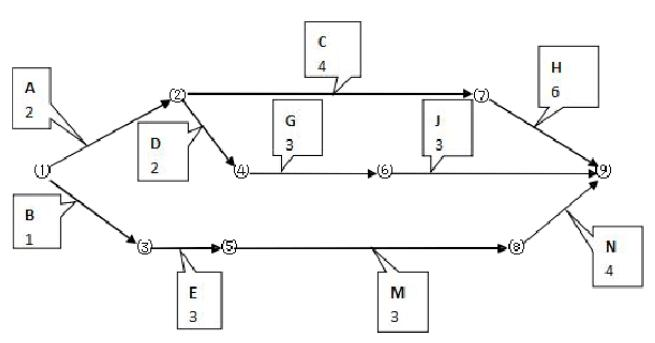 C
4
H
6
A
2
②
⑦
G
3
J
3
D
2
①
④
⑥
⑨
B
1
③
⑤
⑧
E
3
M
3
N
4